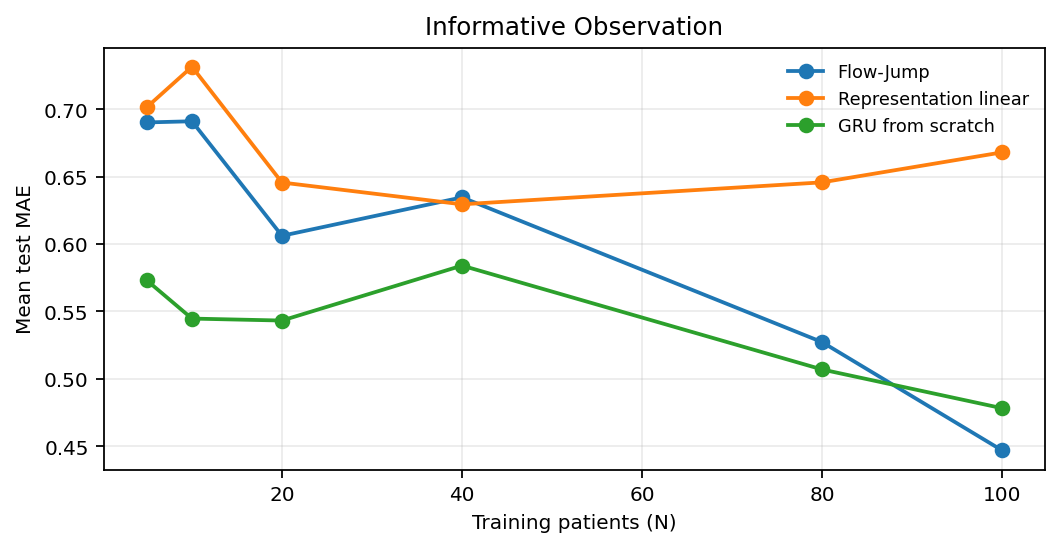 Informative Observation
Flow-Jump
Representation linear
GRU from scratch
Mean test MAE
0.70
0.65
0.60
0.55
0.50
0.45
20 40 60 80 100
Training patients (N)